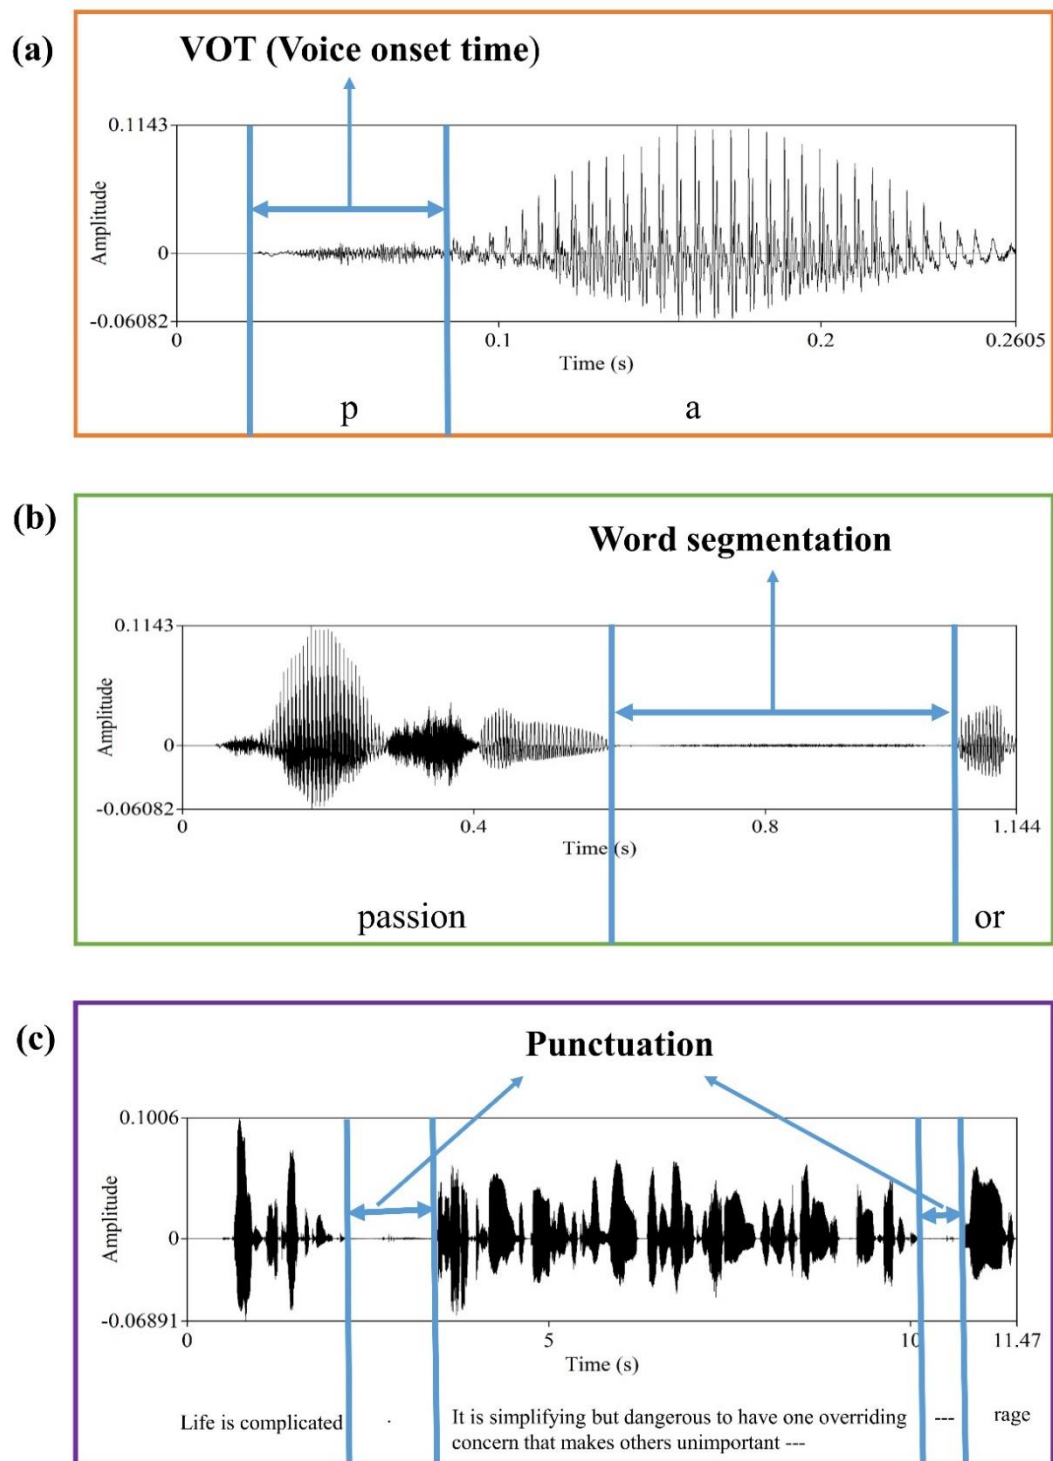 (a)
VOT (Voice onset time)
0.1143
Amplitude
0
-0.06082
0
0.1
0.2
0.2605
Time (s)
p
a
(b)
Word segmentation
0.1143
Amplitude
0
-0.06082
0
0.4
0.8
1.144
Time (s)
passion
or
(c)
Punctuation
0.1006
Amplitude
0
-0.06891
0
5
10
11.47
Time (s)
Life is complicated
.
It is simplifying but dangerous to have one overriding
concern that makes others unimportant ---
---
rage